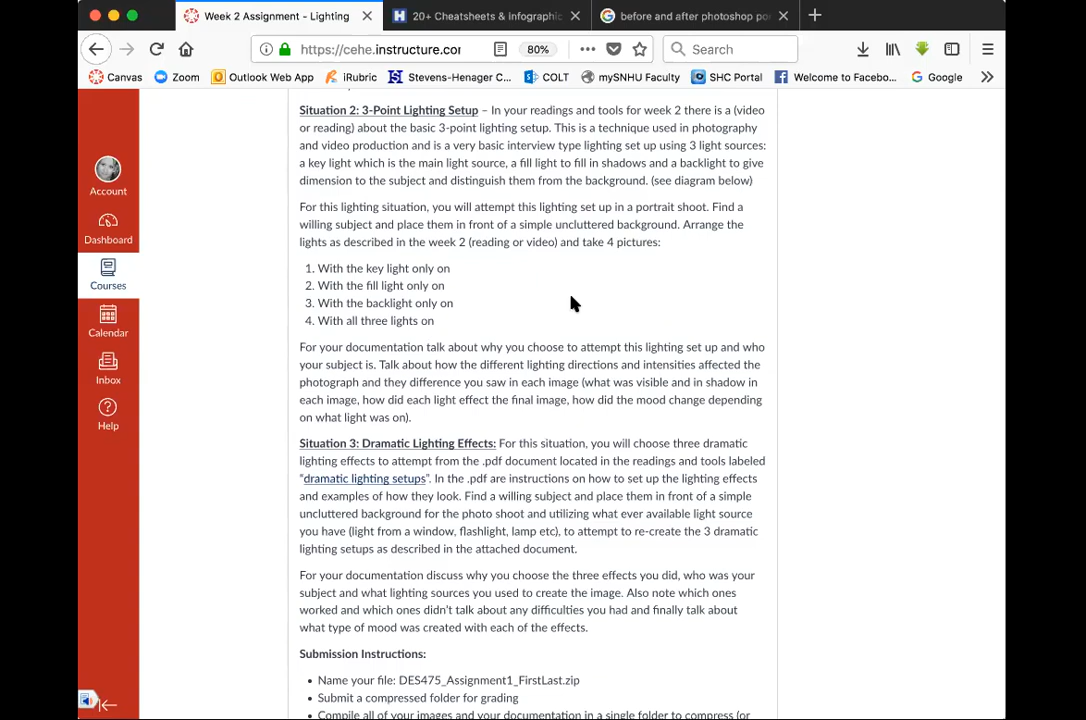 Week 2 Assignment - Lighting
20+ Cheatsheets & Infographic
before and after photoshop po
https://cehe.instructure.cor
80%
Search
Canvas
Zoom
Outlook Web App
iRubric
Stevens-Henager C...
COLT
mySNHU Faculty
SHC Portal
Welcome to Facebo...
Google
Account
Dashboard
Courses
Calendar
Inbox
Help
Situation 2: 3-Point Lighting Setup – In your readings and tools for week 2 there is a (video
or reading) about the basic 3-point lighting setup. This is a technique used in photography
and video production and is a very basic interview type lighting set up using 3 light sources:
a key light which is the main light source, a fill light to fill in shadows and a backlight to give
dimension to the subject and distinguish them from the background. (see diagram below)
For this lighting situation, you will attempt this lighting set up in a portrait shoot. Find a
willing subject and place them in front of a simple uncluttered background. Arrange the
lights as described in the week 2 (reading or video) and take 4 pictures:
1. With the key light only on
2. With the fill light only on
3. With the backlight only on
4. With all three lights on
For your documentation talk about why you choose to attempt this lighting set up and who
your subject is. Talk about how the different lighting directions and intensities affected the
photograph and they difference you saw in each image (what was visible and in shadow in
each image, how did each light effect the final image, how did the mood change depending
on what light was on).
Situation 3: Dramatic Lighting Effects: For this situation, you will choose three dramatic
lighting effects to attempt from the .pdf document located in the readings and tools labeled
"dramatic lighting setups". In the .pdf are instructions on how to set up the lighting effects
and examples of how they look. Find a willing subject and place them in front of a simple
uncluttered background for the photo shoot and utilizing what ever available light source
you have (light from a window, flashlight, lamp etc), to attempt to re-create the 3 dramatic
lighting setups as described in the attached document.
For your documentation discuss why you choose the three effects you did, who was your
subject and what lighting sources you used to create the image. Also note which ones
worked and which ones didn't talk about any difficulties you had and finally talk about
what type of mood was created with each of the effects.
Submission Instructions:
• Name your file: DES475_Assignment1_FirstLast.zip
• Submit a compressed folder for grading
• Compile all of your images and your documentation in a single folder to compress (or